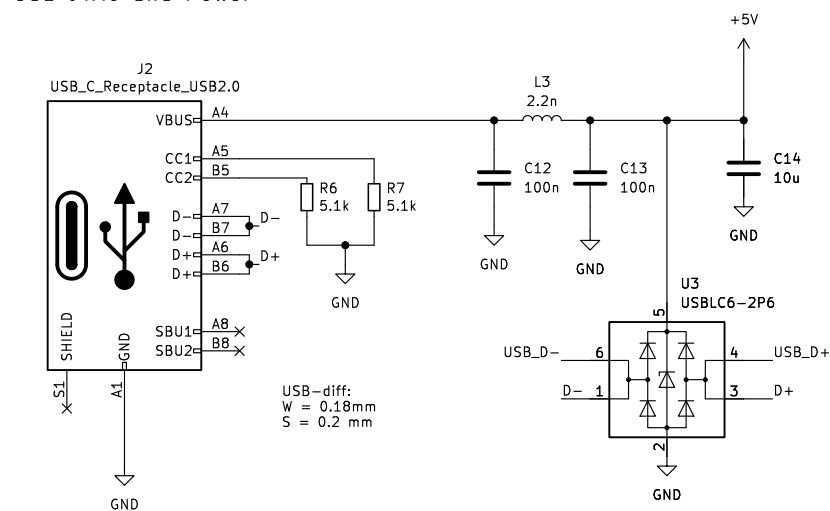 +5V
J2
USB_C_Receptacle_USB2.0
L3
2.2n
VBUS
A4
CC1
A5
CC2
B5
R6
5.1k
R7
5.1k
C12
100n
C13
100n
C14
10u
D-
A7
D-
D-
B7
D+
A6
D+
D+
B6
GND
GND
GND
GND
U3
USBLC6-2P6
5
SBU1
A8
SBU2
B8
SHIELD
GND
S1
A1
USB-diff:
W = 0.18mm
S = 0.2 mm
USB_D-
6
4
USB_D+
D-
1
3
D+
2
GND
GND